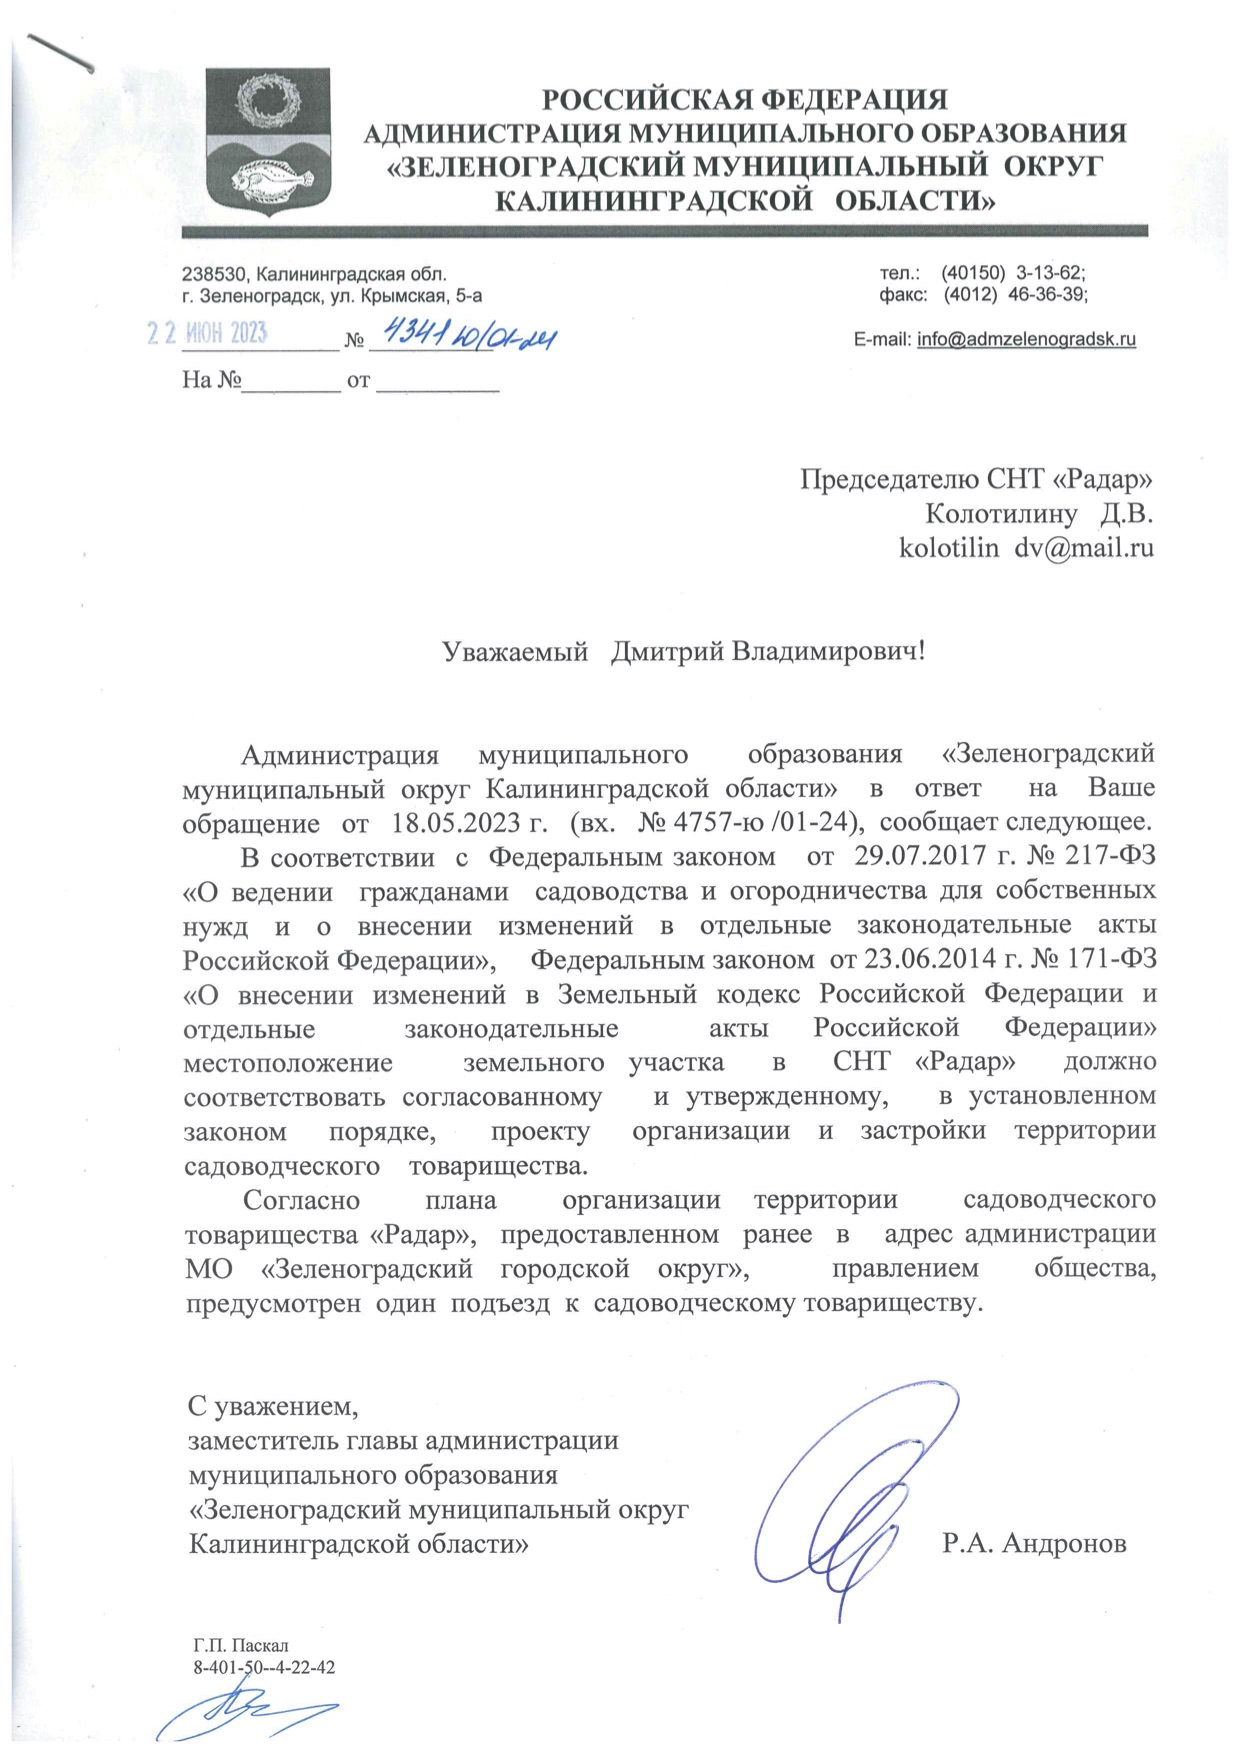 РОССИЙСКАЯ ФЕДЕРАЦИЯ
АДМИНИСТРАЦИЯ МУНИЦИПАЛЬНОГО ОБРАЗОВАНИЯ
«ЗЕЛЕНОГРАДСКИЙ МУНИЦИПАЛЬНЫЙ ОКРУГ
КАЛИНИНГРАДСКОЙ ОБЛАСТИ»
238530, Калининградская обл.
г. Зеленоградск, ул. Крымская, 5-а
тел.: (40150) 3-13-62;
факс: (4012) 46-36-39;
22 ИЮН 2023 № 4341 ю/01-24
E-mail: info@admzelenogradsk.ru
На №_________ от ___________
Председателю СНТ «Радар»
Колотилину Д.В.
kolotilin dv@mail.ru
Уважаемый Дмитрий Владимирович!
Администрация муниципального образования «Зеленоградский
муниципальный округ Калининградской области» в ответ на Ваше
обращение от 18.05.2023 г. (вх. № 4757-ю /01-24), сообщает следующее.
В соответствии с Федеральным законом от 29.07.2017 г. № 217-ФЗ
«О ведении гражданами садоводства и огородничества для собственных
нужд и о внесении изменений в отдельные законодательные акты
Российской Федерации», Федеральным законом от 23.06.2014 г. № 171-ФЗ
«О внесении изменений в Земельный кодекс Российской Федерации и
отдельные законодательные акты Российской Федерации»
местоположение земельного участка в СНТ «Радар» должно
соответствовать согласованному и утвержденному, в установленном
законом порядке, проекту организации и застройки территории
садоводческого товарищества.
Согласно плана организации территории садоводческого
товарищества «Радар», предоставленном ранее в адрес администрации
МО «Зеленоградский городской округ», правлением общества,
предусмотрен один подъезд к садоводческому товариществу.
С уважением,
заместитель главы администрации
муниципального образования
«Зеленоградский муниципальный округ
Калининградской области»
Р.А. Андронов
Г.П. Паскал
8-401-50--4-22-42